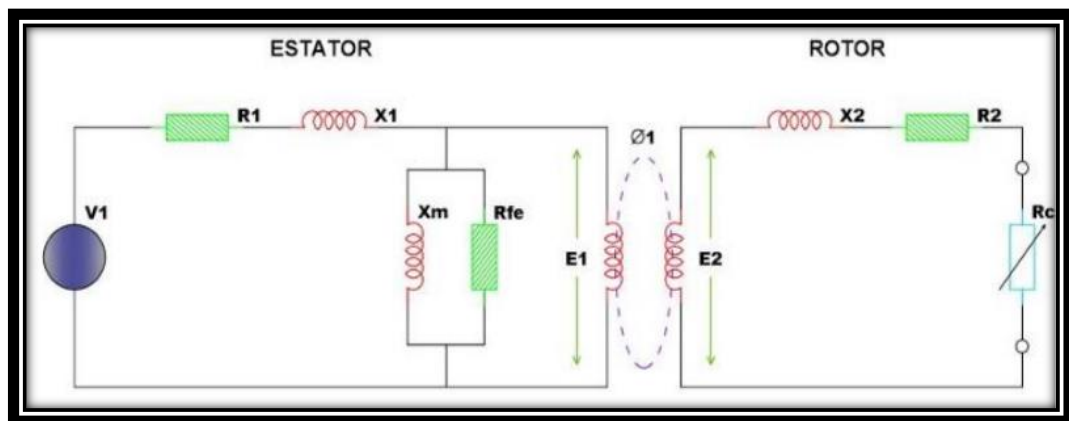 ESTATOR
ROTOR
R1
X1
X2
R2
Ø1
V1
Xm
Rfe
E1
E2
Rc